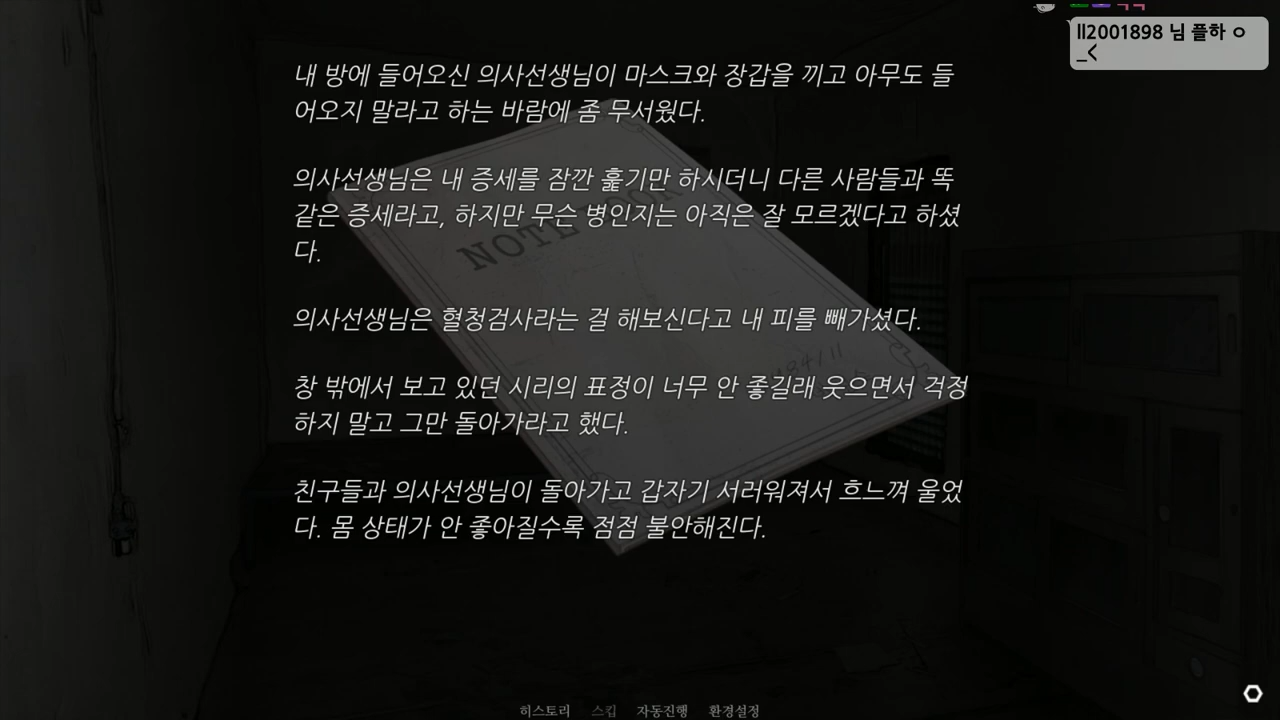 ll2001898 님 플하 ㅇ
_く
내 방에 들어오신 의사선생님이 마스크와 장갑을 끼고 아무도 들
어오지 말라고 하는 바람에 좀 무서웠다.
의사선생님은 내 증세를 잠깐 훑기만 하시더니 다른 사람들과 똑
같은 증세라고, 하지만 무슨 병인지는 아직은 잘 모르겠다고 하셨
다.
의사선생님은 혈청검사라는 걸 해보신다고 내 피를 빼가셨다.
창 밖에서 보고 있던 시리의 표정이 너무 안 좋길래 웃으면서 걱정
하지 말고 그만 돌아가라고 했다.
친구들과 의사선생님이 돌아가고 갑자기 서러워져서 흐느껴 울었
다. 몸 상태가 안 좋아질수록 점점 불안해진다.
NOTE BOOK
히스토리 스킵 자동진행 환경설정